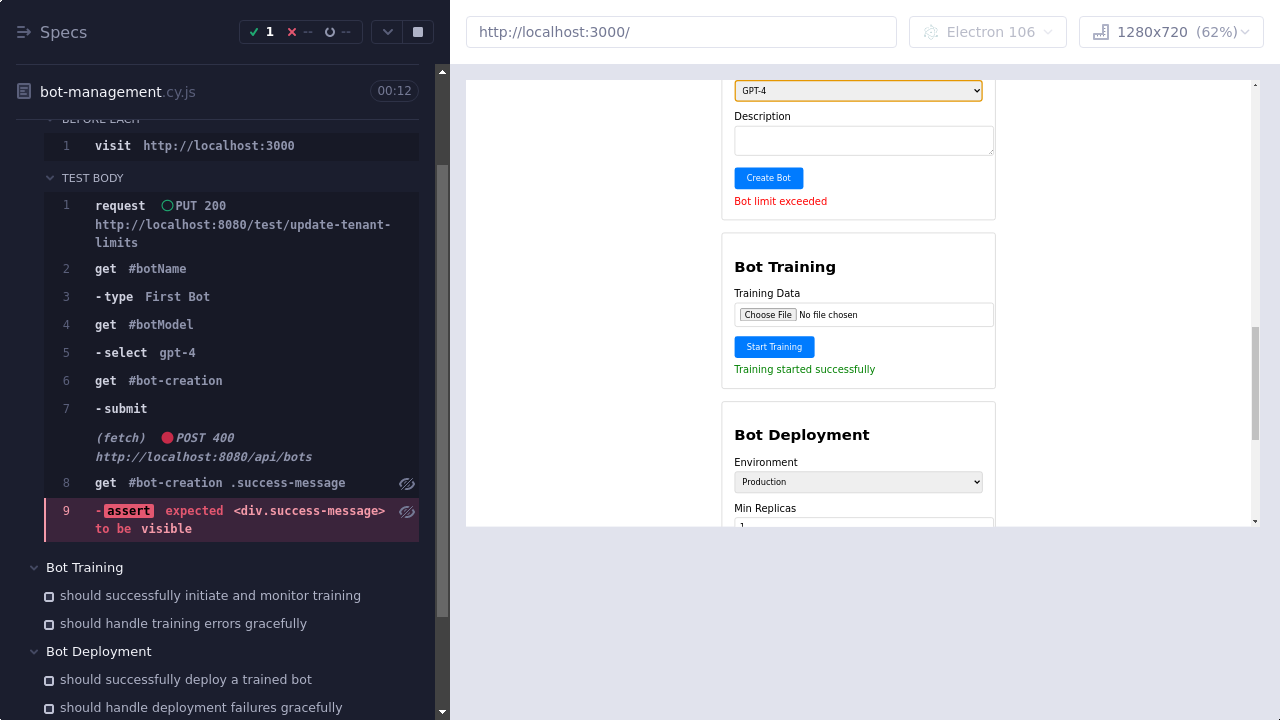 Specs
1
--
--
bot-management.cy.js
00:12
BEFORE EACH
1 visit http://localhost:3000
TEST BODY
1 request PUT 200
http://localhost:8080/test/update-tenant-
limits
2 get #botName
3 -type First Bot
4 get #botModel
5 -select gpt-4
6 get #bot-creation
7 -submit
(fetch) POST 400
http://localhost:8080/api/bots
8 get #bot-creation .success-message
9 -assert expected <div.success-message>
to be visible
Bot Training
should successfully initiate and monitor training
should handle training errors gracefully
Bot Deployment
should successfully deploy a trained bot
should handle deployment failures gracefully
http://localhost:3000/
Electron 106
1280x720 (62%)
GPT-4
Description
Create Bot
Bot limit exceeded
Bot Training
Training Data
Choose File No file chosen
Start Training
Training started successfully
Bot Deployment
Environment
Production
Min Replicas
1